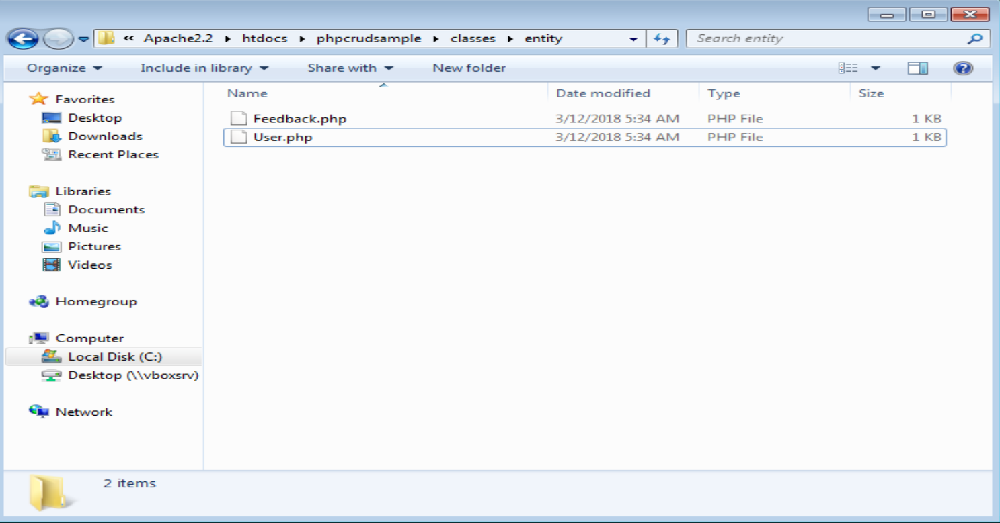 « Apache2.2 ▸ htdocs ▸ phpcrudsample ▸ classes ▸ entity
Search entity
Organize Include in library Share with New folder
Name Date modified Type Size
Feedback.php 3/12/2018 5:34 AM PHP File 1 KB
User.php 3/12/2018 5:34 AM PHP File 1 KB
Favorites
Desktop
Downloads
Recent Places
Libraries
Documents
Music
Pictures
Videos
Homegroup
Computer
Local Disk (C:)
Desktop (\\vboxsrv)
Network
2 items